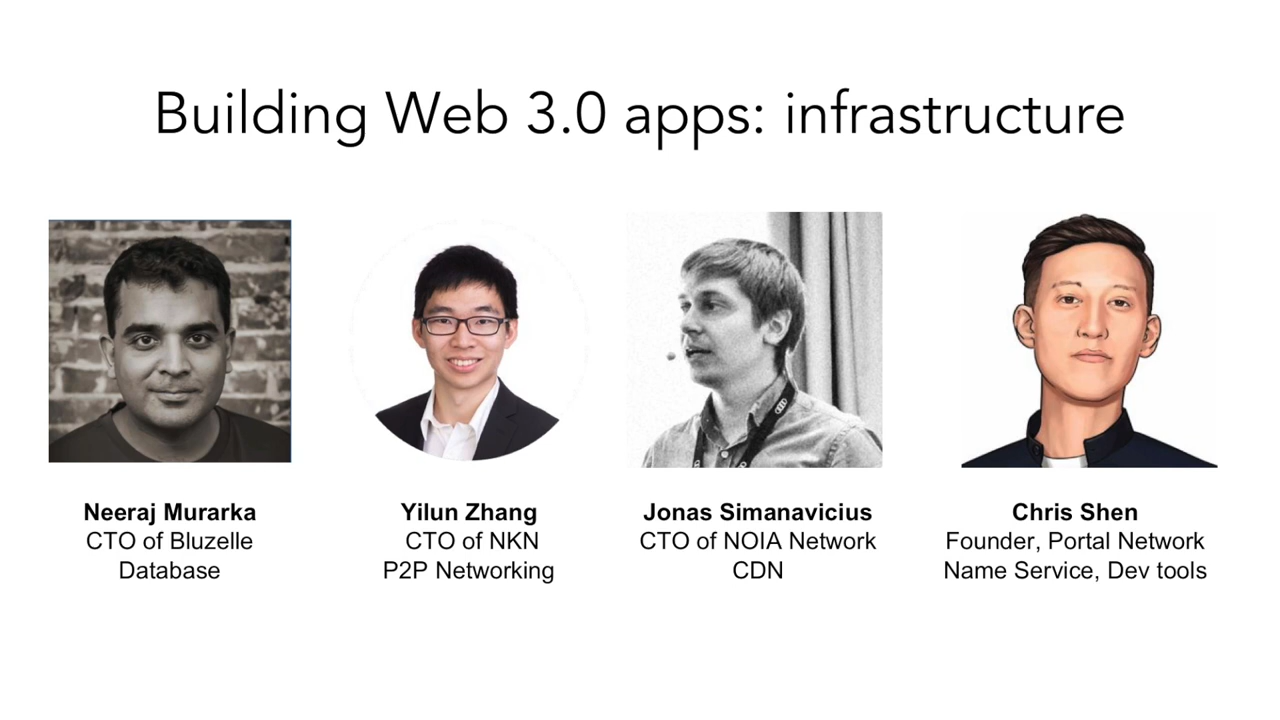 Building Web 3.0 apps: infrastructure
Neeraj Murarka
CTO of Bluzelle
Database
Yilun Zhang
CTO of NKN
P2P Networking
Jonas Simanavicius
CTO of NOIA Network
CDN
Chris Shen
Founder, Portal Network
Name Service, Dev tools